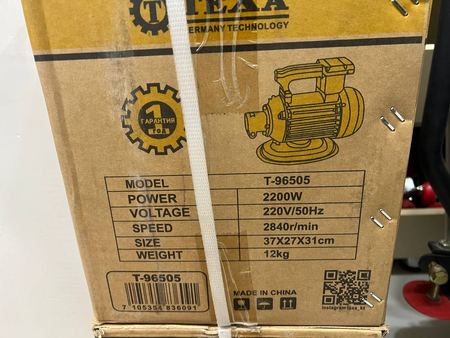 T TEXA
GERMANY TECHNOLOGY
1
ГАРАНТИЯ
ГОД
MODEL T-96505
POWER 2200W
VOLTAGE 220V/50Hz
SPEED 2840r/min
SIZE 37X27X31cm
WEIGHT 12kg
T-96505
7 105354 836091
MADE IN CHINA